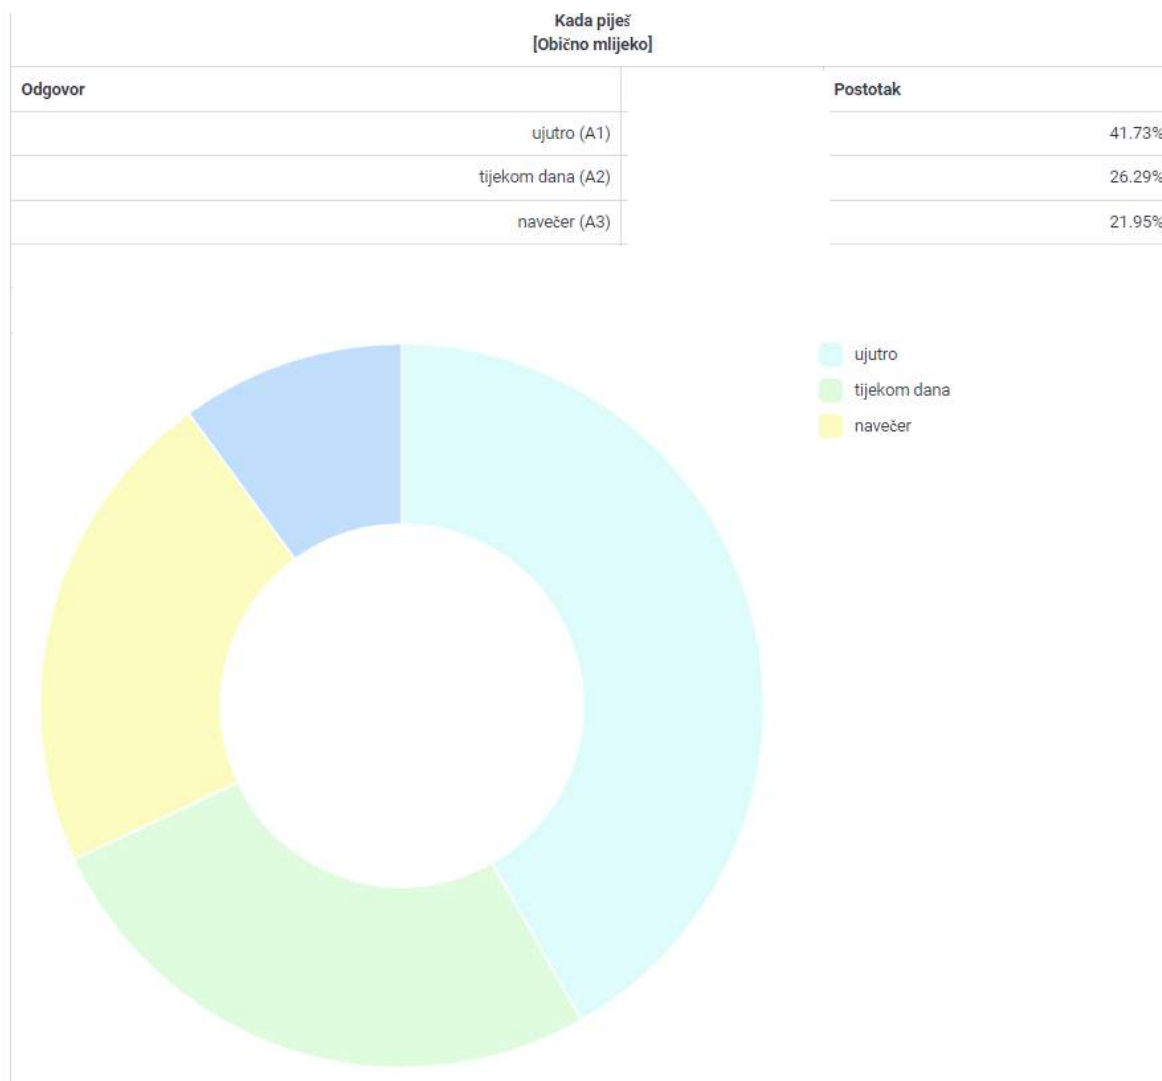 Kada piješ
[Obično mlijeko]
Odgovor Postotak
ujutro (A1) 41.73%
tijekom dana (A2) 26.29%
navečer (A3) 21.95%
ujutro
tijekom dana
navečer